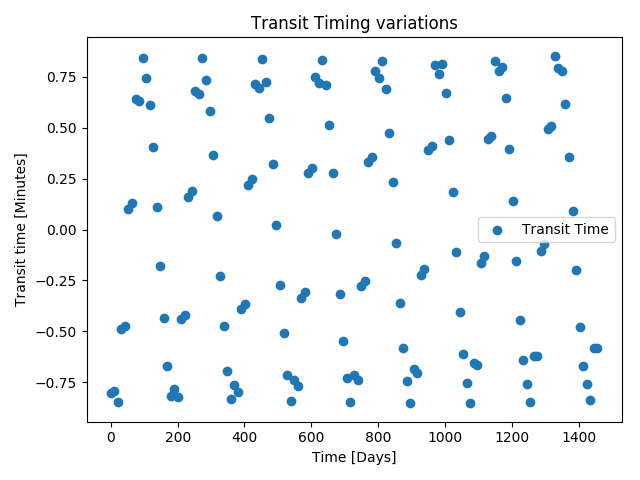 Transit Timing variations
Transit time [Minutes]
0.75
0.50
0.25
0.00
−0.25
−0.50
−0.75
Transit Time
0 200 400 600 800 1000 1200 1400
Time [Days]